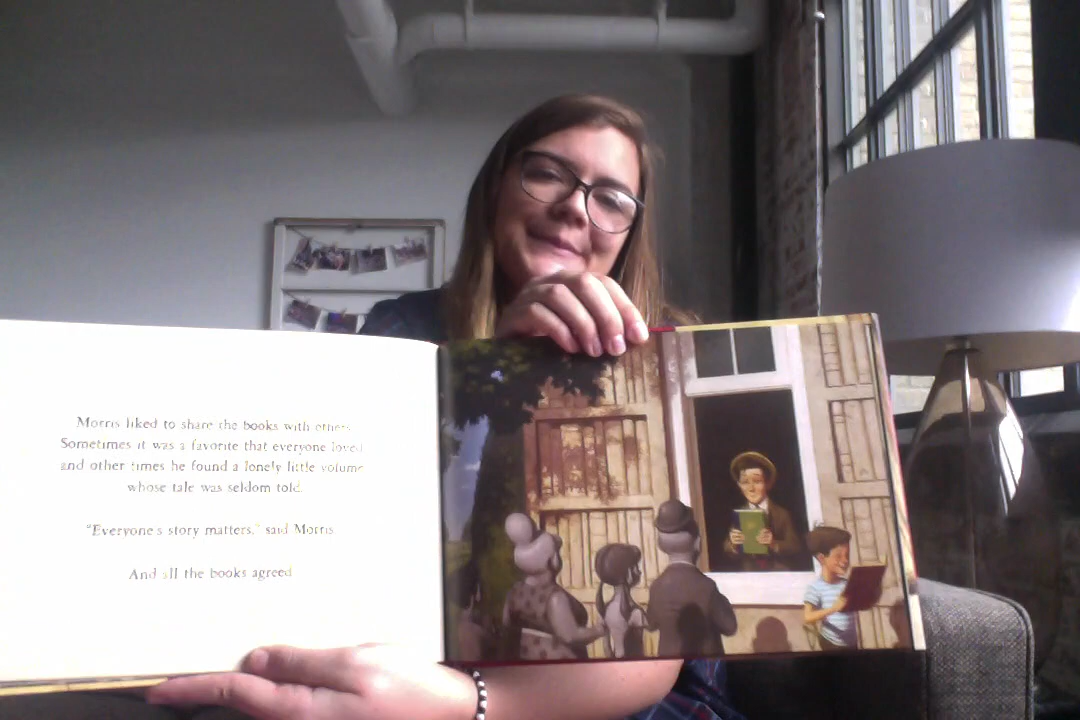 Morris liked to share the books with others.
Sometimes it was a favorite that everyone loved
and other times he found a lonely little volume
whose tale was seldom told.
"Everyone's story matters," said Morris.
And all the books agreed.